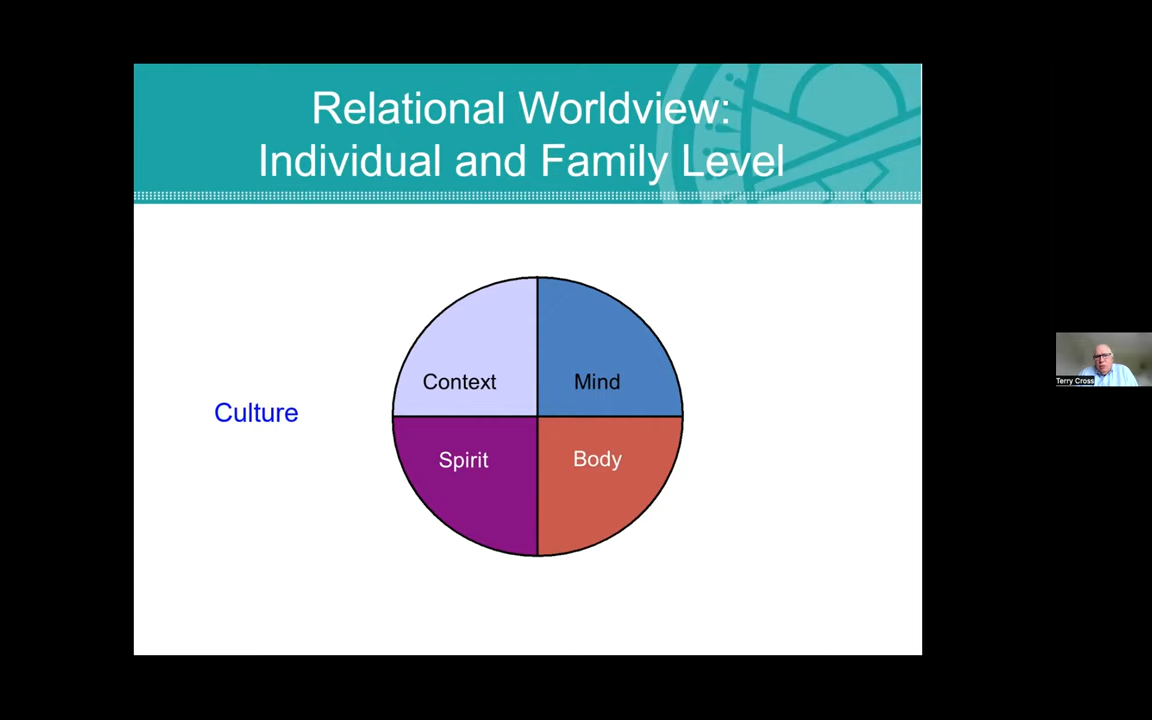 Relational Worldview:
Individual and Family Level
Context
Mind
Culture
Spirit
Body
Terry Cross